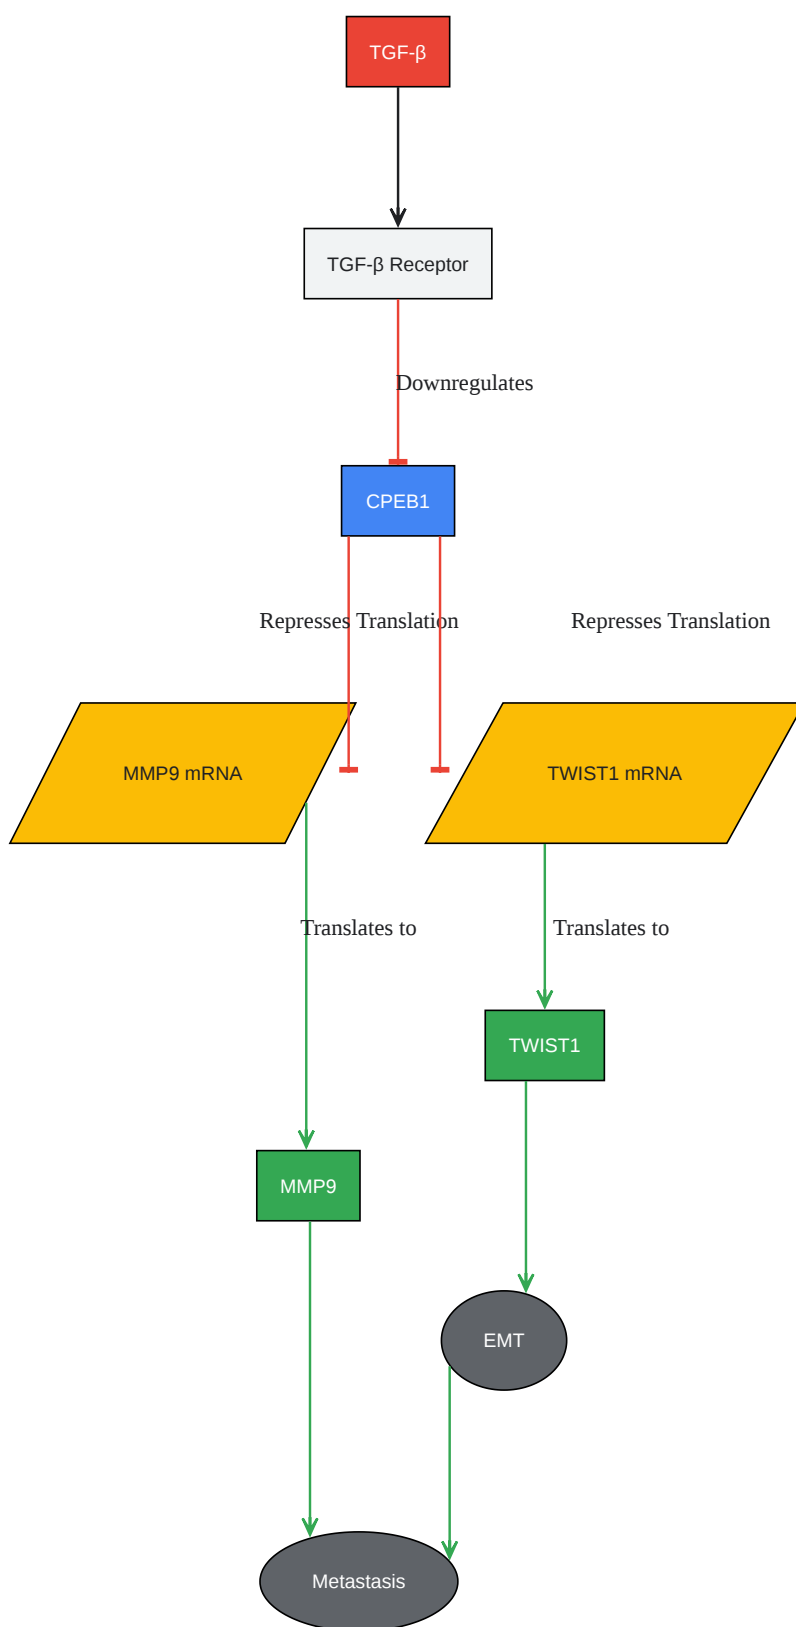 TGF-β
TGF-β Receptor
Downregulates
CPEB1
Represses Translation
Represses Translation
MMP9 mRNA
TWIST1 mRNA
Translates to
Translates to
TWIST1
MMP9
EMT
Metastasis